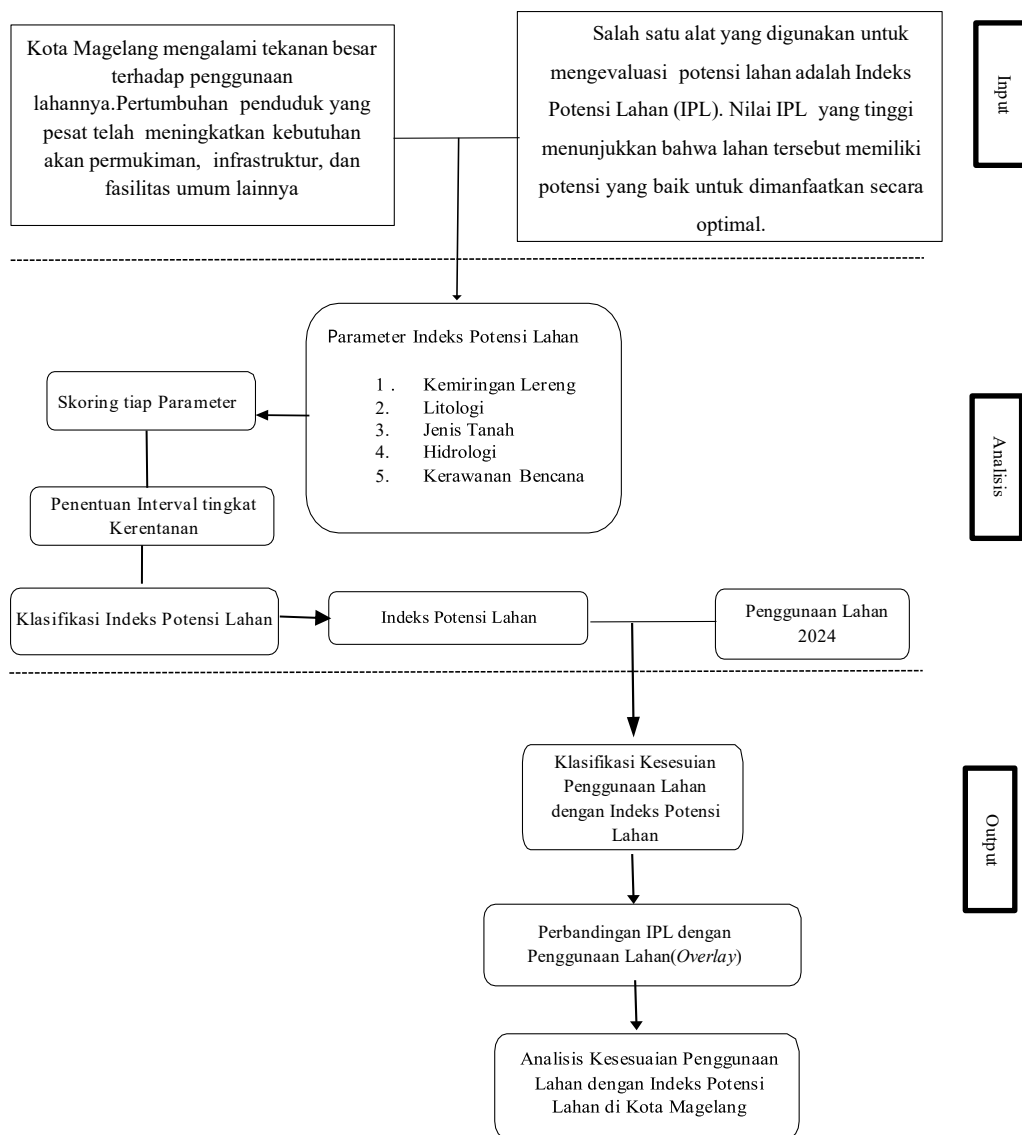 Kota Magelang mengalami tekanan besar
terhadap penggunaan
lahannya.Pertumbuhan penduduk yang
pesat telah meningkatkan kebutuhan
akan permukiman, infrastruktur, dan
fasilitas umum lainnya
Salah satu alat yang digunakan untuk
mengevaluasi potensi lahan adalah Indeks
Potensi Lahan (IPL). Nilai IPL yang tinggi
menunjukkan bahwa lahan tersebut memiliki
potensi yang baik untuk dimanfaatkan secara
optimal.
Input
Parameter Indeks Potensi Lahan
1 . Kemiringan Lereng
2. Litologi
3. Jenis Tanah
4. Hidrologi
5. Kerawanan Bencana
Skoring tiap Parameter
Penentuan Interval tingkat
Kerentanan
Klasifikasi Indeks Potensi Lahan
Indeks Potensi Lahan
Penggunaan Lahan
2024
Analisis
Klasifikasi Kesesuian
Penggunaan Lahan
dengan Indeks Potensi
Lahan
Perbandingan IPL dengan
Penggunaan Lahan(Overlay)
Analisis Kesesuaian Penggunaan
Lahan dengan Indeks Potensi
Lahan di Kota Magelang
Output